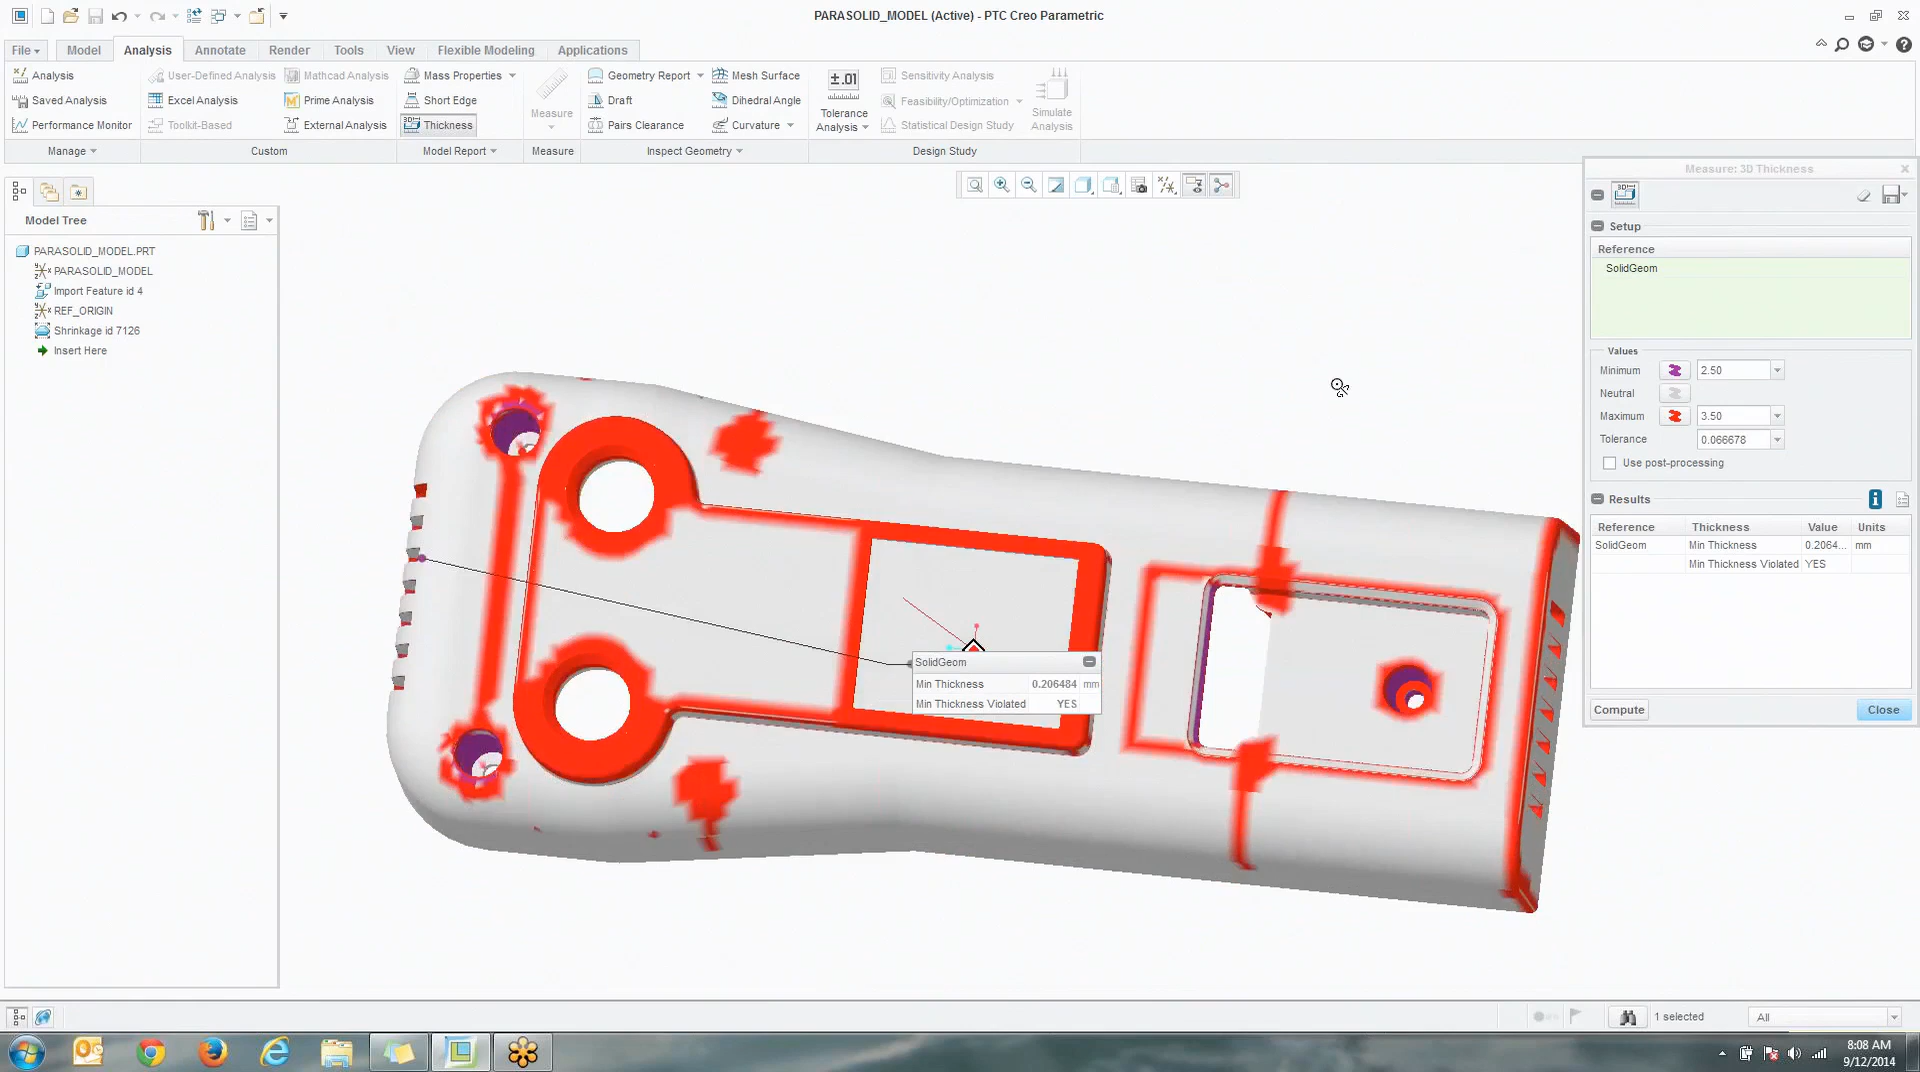 PARASOLID_MODEL (Active) - PTC Creo Parametric
File Model Analysis Annotate Render Tools View Flexible Modeling Applications
Analysis User-Defined Analysis Mathcad Analysis Mass Properties Geometry Report Mesh Surface ±.01 Sensitivity Analysis
Saved Analysis Excel Analysis Prime Analysis Short Edge Draft Dihedral Angle Feasibility/Optimization
Performance Monitor Toolkit-Based External Analysis Thickness Measure Pairs Clearance Curvature Tolerance Analysis Statistical Design Study Simulate Analysis
Manage Custom Model Report Measure Inspect Geometry Design Study
Model Tree
PARASOLID_MODEL.PRT
PARASOLID_MODEL
Import Feature id 4
REF_ORIGIN
Shrinkage id 7126
Insert Here
SolidGeom
Min Thickness 0.206484 mm
Min Thickness Violated YES
Measure: 3D Thickness
Setup
Reference
SolidGeom
Values
Minimum 2.50
Neutral
Maximum 3.50
Tolerance 0.066678
Use post-processing
Results
Reference Thickness Value Units
SolidGeom Min Thickness 0.2064... mm
Min Thickness Violated YES
Compute Close
1 selected All
8:08 AM
9/12/2014